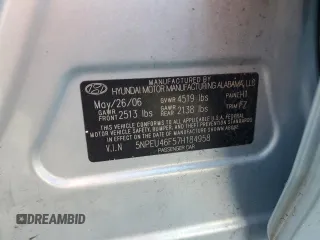 MANUFACTURED BY
HYUNDAI MOTOR MANUFACTURING ALABAMA, LLC
May/26/06
GVWR 4519 lbs
GAWR FRONT 2513 lbs
GAWR REAR 2138 lbs
PAINT
TRIM
THIS VEHICLE CONFORMS TO ALL APPLICABLE U.S. FEDERAL
MOTOR VEHICLE SAFETY, BUMPER, AND THEFT PREVENTION
STANDARDS IN EFFECT ON THE DATE OF MANUFACTURE SHOWN ABOVE.
V.I.N 5NPEU46F57H184958
PASSENGER CAR
DREAMBID